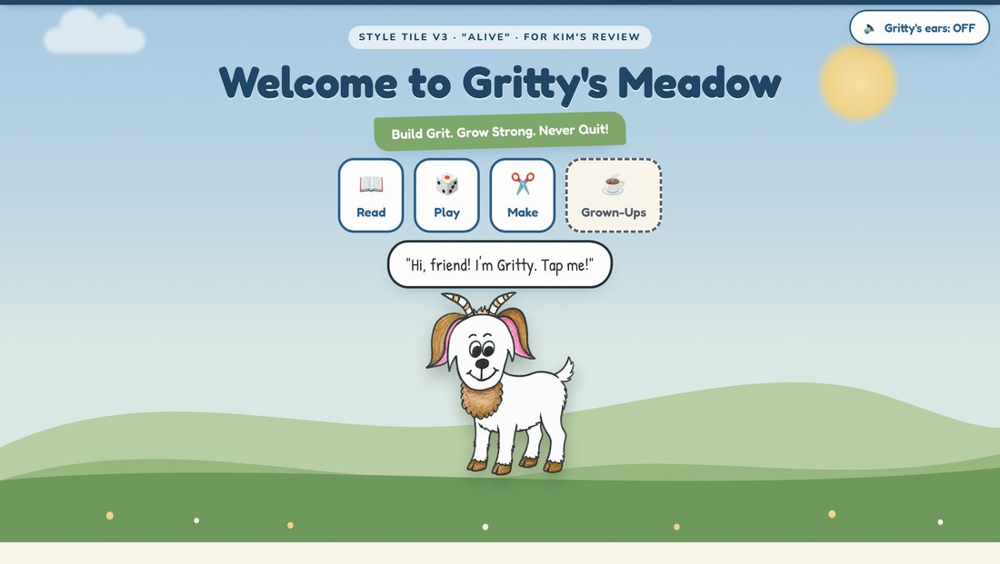 Gritty's ears: OFF
STYLE TILE V3 · "ALIVE" · FOR KIM'S REVIEW
Welcome to Gritty's Meadow
Build Grit. Grow Strong. Never Quit!
Read
Play
Make
Grown-Ups
"Hi, friend! I'm Gritty. Tap me!"